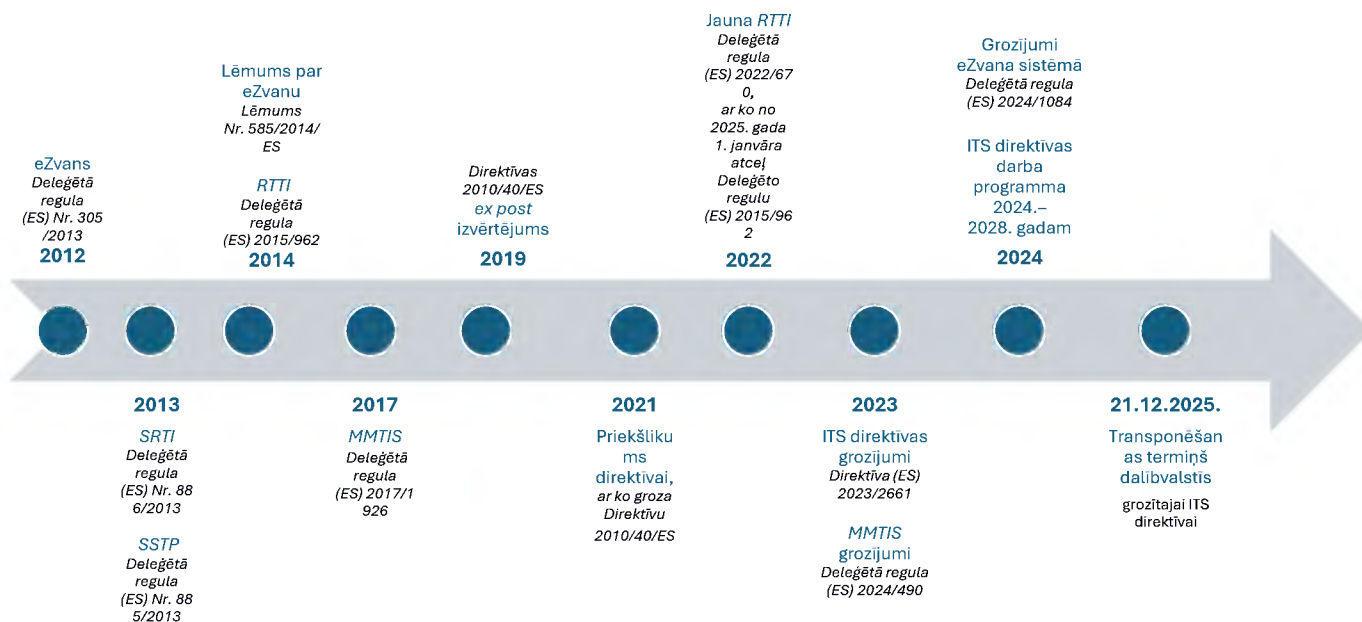 eZvans
Deleģētā
regula
(ES) Nr. 305
/2013
2012
Lēmums par
eZvanu
Lēmums
Nr. 585/2014/
ES
RTTI
Deleģētā
regula
(ES) 2015/962
2014
Direktīvas
2010/40/ES
ex post
izvērtējums
2019
Jauna RTTI
Deleģētā
regula
(ES) 2022/67
0,
ar ko no
2025. gada
1. janvāra
atceļ
Deleģēto
regulu
(ES) 2015/96
2
2022
Grozījumi
eZvana sistēmā
Deleģētā regula
(ES) 2024/1084
ITS direktīvas
darba
programma
2024.–
2028. gadam
2024
2013
SRTI
Deleģētā
regula
(ES) Nr. 88
6/2013
SSTP
Deleģētā
regula
(ES) Nr. 88
5/2013
2017
MMTIS
Deleģētā
regula
(ES) 2017/1
926
2021
Priekšliku
ms
direktīvai,
ar ko groza
Direktīvu
2010/40/ES
2023
ITS direktīvas
grozījumi
Direktīva (ES)
2023/2661
MMTIS
grozījumi
Deleģētā regula
(ES) 2024/490
21.12.2025.
Transponēšan
as termiņš
dalībvalstīs
grozītajai ITS
direktīvai